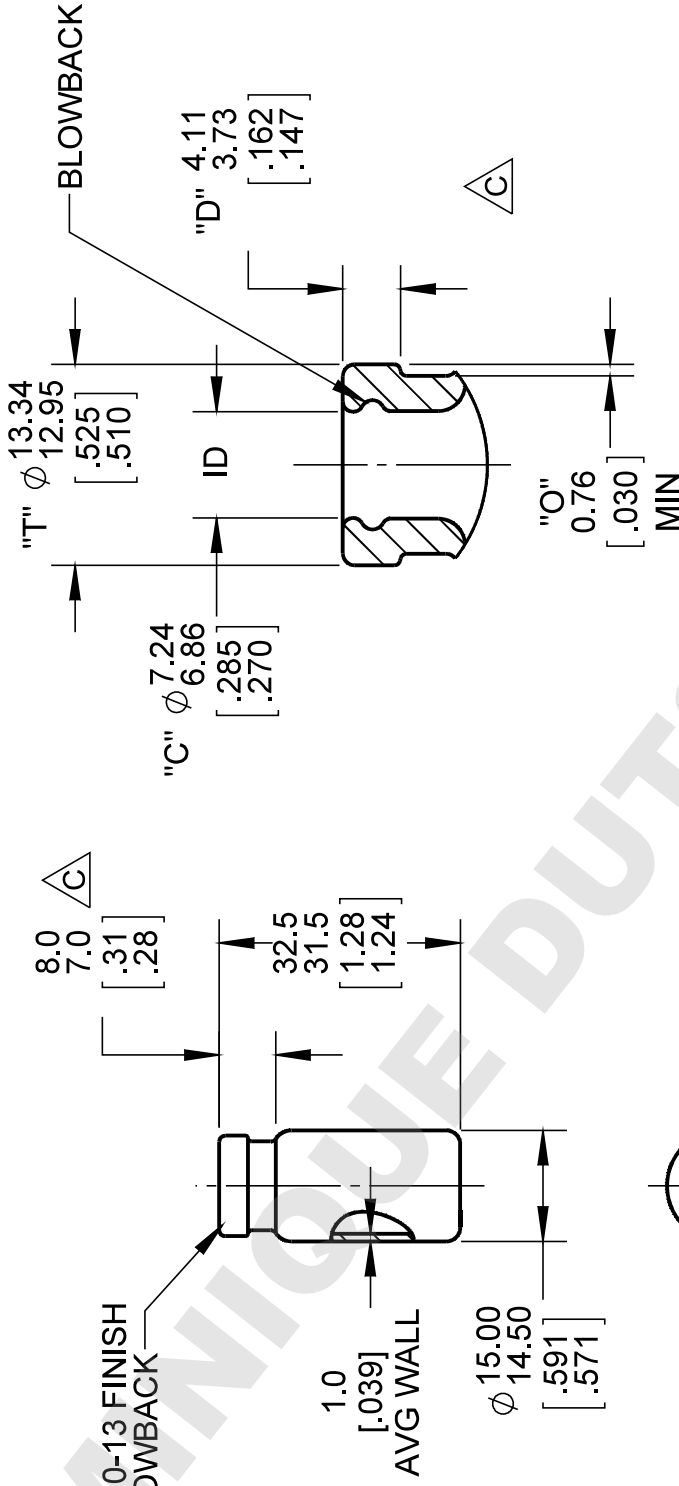 BLOWBACK
"T" ⌀ 13.34
12.95
[.525]
[.510]
"D" 4.11
3.73
[.162]
[.147]
C
ID
"C" ⌀ 7.24
6.86
[.285]
[.270]
"O"
0.76
[.030]
MIN
C
8.0
7.0
[.31]
[.28]
32.5
31.5
[1.28]
[1.24]
0-13 FINISH
OWBACK
1.0
[.039]
AVG WALL
⌀ 15.00
14.50
[.591]
[.571]
NIQUE DUT